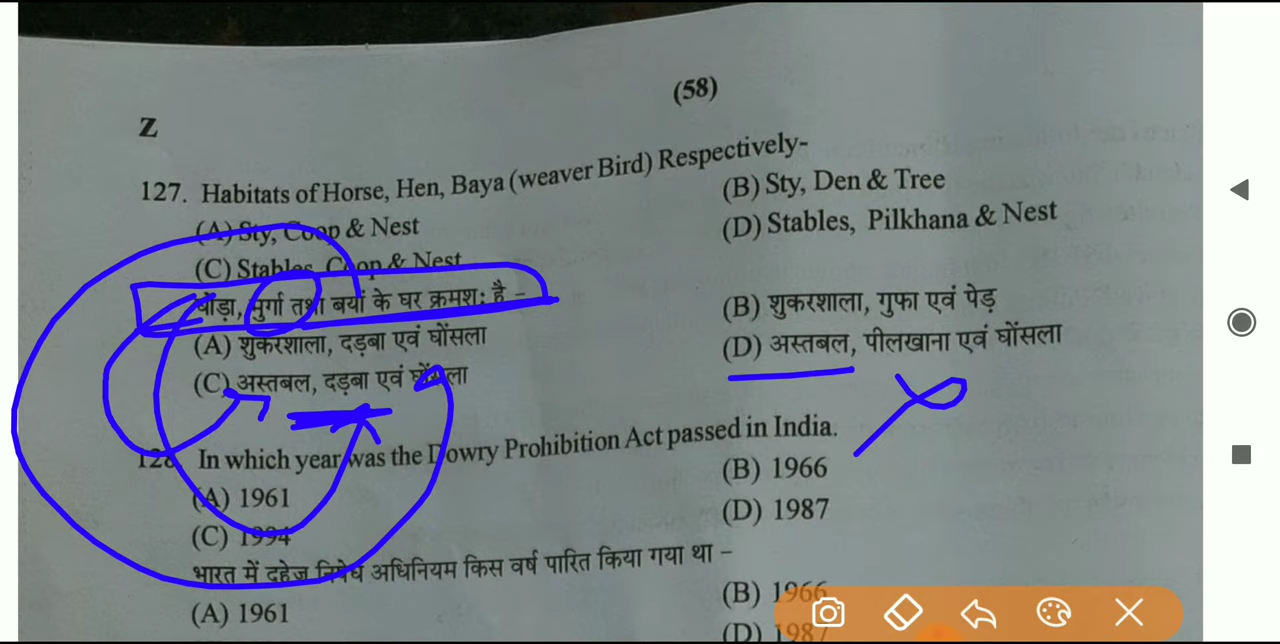 (58)
Z
127. Habitats of Horse, Hen, Baya (weaver Bird) Respectively-
(A) Sty, Coop & Nest (B) Sty, Den & Tree
(C) Stables, Coop & Nest (D) Stables, Pilkhana & Nest
घोड़ा, मुर्गा तथा बयाँ के घर क्रमश: है -
(A) शुकरशाला, दड़बा एवं घोंसला (B) शुकरशाला, गुफा एवं पेड़
(C) अस्तबल, दड़बा एवं घोंसला (D) अस्तबल, पीलखाना एवं घोंसला
128. In which year was the Dowry Prohibition Act passed in India.
(A) 1961 (B) 1966
(C) 1994 (D) 1987
भारत में दहेज निषेध अधिनियम किस वर्ष पारित किया गया था –
(A) 1961 (B) 1966
(D) 1987